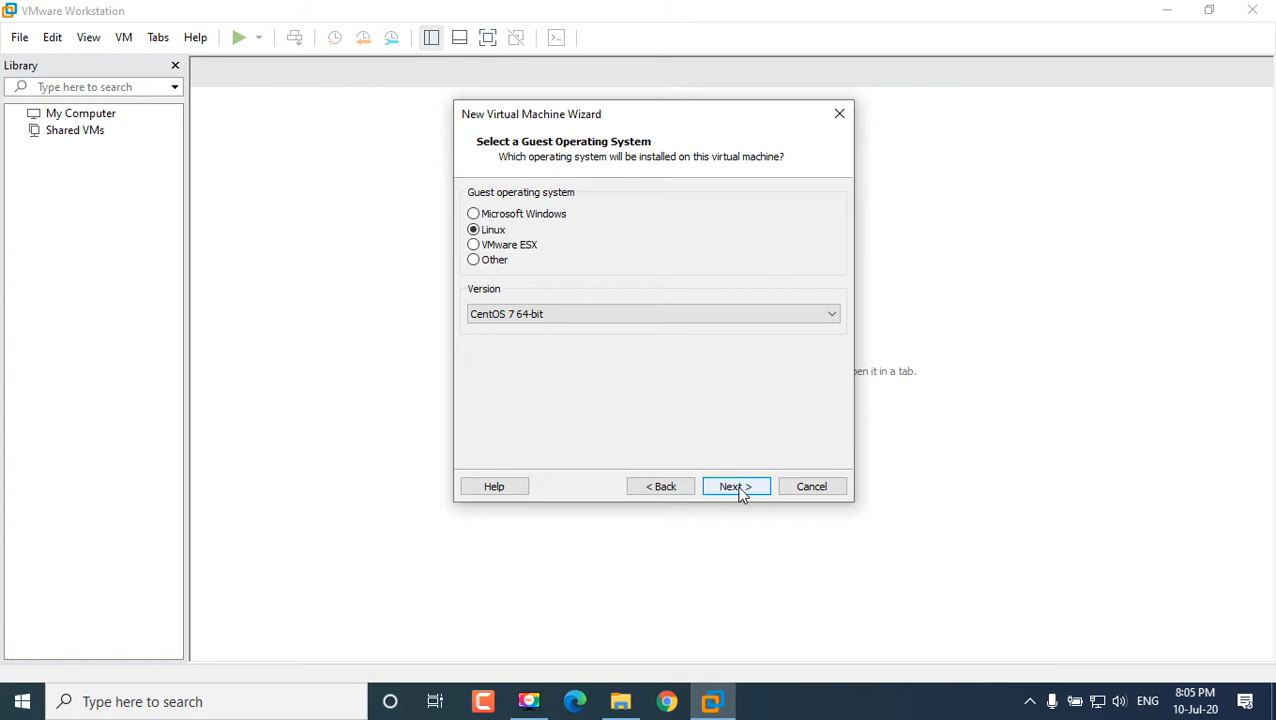 VMware Workstation
File Edit View VM Tabs Help
Library
Type here to search
My Computer
Shared VMs
New Virtual Machine Wizard
Select a Guest Operating System
Which operating system will be installed on this virtual machine?
Guest operating system
Microsoft Windows
Linux
VMware ESX
Other
Version
CentOS 7 64-bit
it in a tab.
Help < Back Next > Cancel
Type here to search
ENG
8:05 PM
10-Jul-20